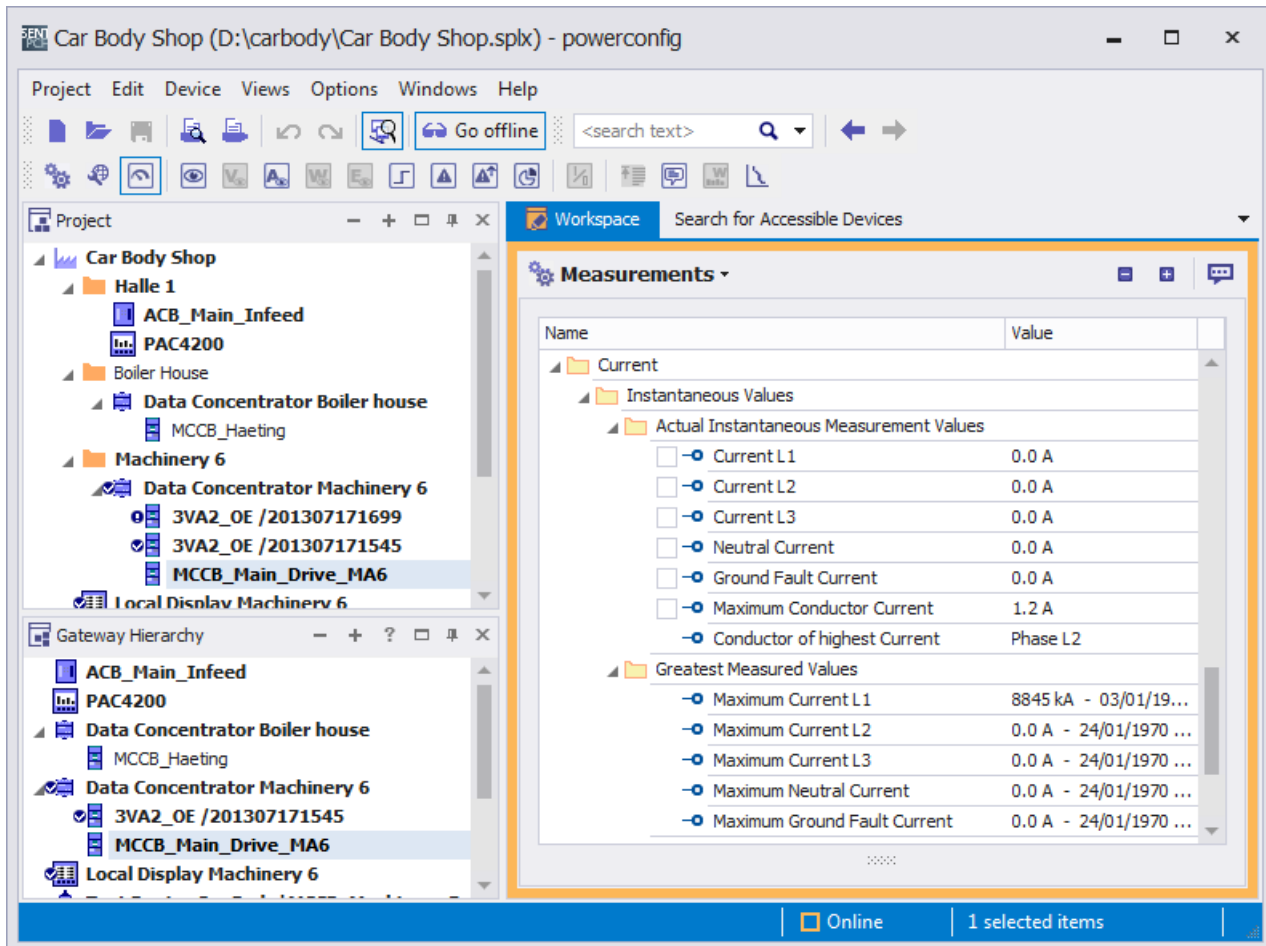 SENT
PCF
Car Body Shop (D:\carbody\Car Body Shop.splx) - powerconfig
Project Edit Device Views Options Windows Help
Go offline
<search text>
Project
Car Body Shop
Halle 1
ACB_Main_Infeed
PAC4200
Boiler House
Data Concentrator Boiler house
MCCB_Haeting
Machinery 6
Data Concentrator Machinery 6
3VA2_OE /201307171699
3VA2_OE /201307171545
MCCB_Main_Drive_MA6
Local Display Machinery 6
Gateway Hierarchy
ACB_Main_Infeed
PAC4200
Data Concentrator Boiler house
MCCB_Haeting
Data Concentrator Machinery 6
3VA2_OE /201307171545
MCCB_Main_Drive_MA6
Local Display Machinery 6
Workspace Search for Accessible Devices
Measurements
Name Value
Current
Instantaneous Values
Actual Instantaneous Measurement Values
Current L1 0.0 A
Current L2 0.0 A
Current L3 0.0 A
Neutral Current 0.0 A
Ground Fault Current 0.0 A
Maximum Conductor Current 1.2 A
Conductor of highest Current Phase L2
Greatest Measured Values
Maximum Current L1 8845 kA - 03/01/19...
Maximum Current L2 0.0 A - 24/01/1970 ...
Maximum Current L3 0.0 A - 24/01/1970 ...
Maximum Neutral Current 0.0 A - 24/01/1970 ...
Maximum Ground Fault Current 0.0 A - 24/01/1970 ...
Online 1 selected items